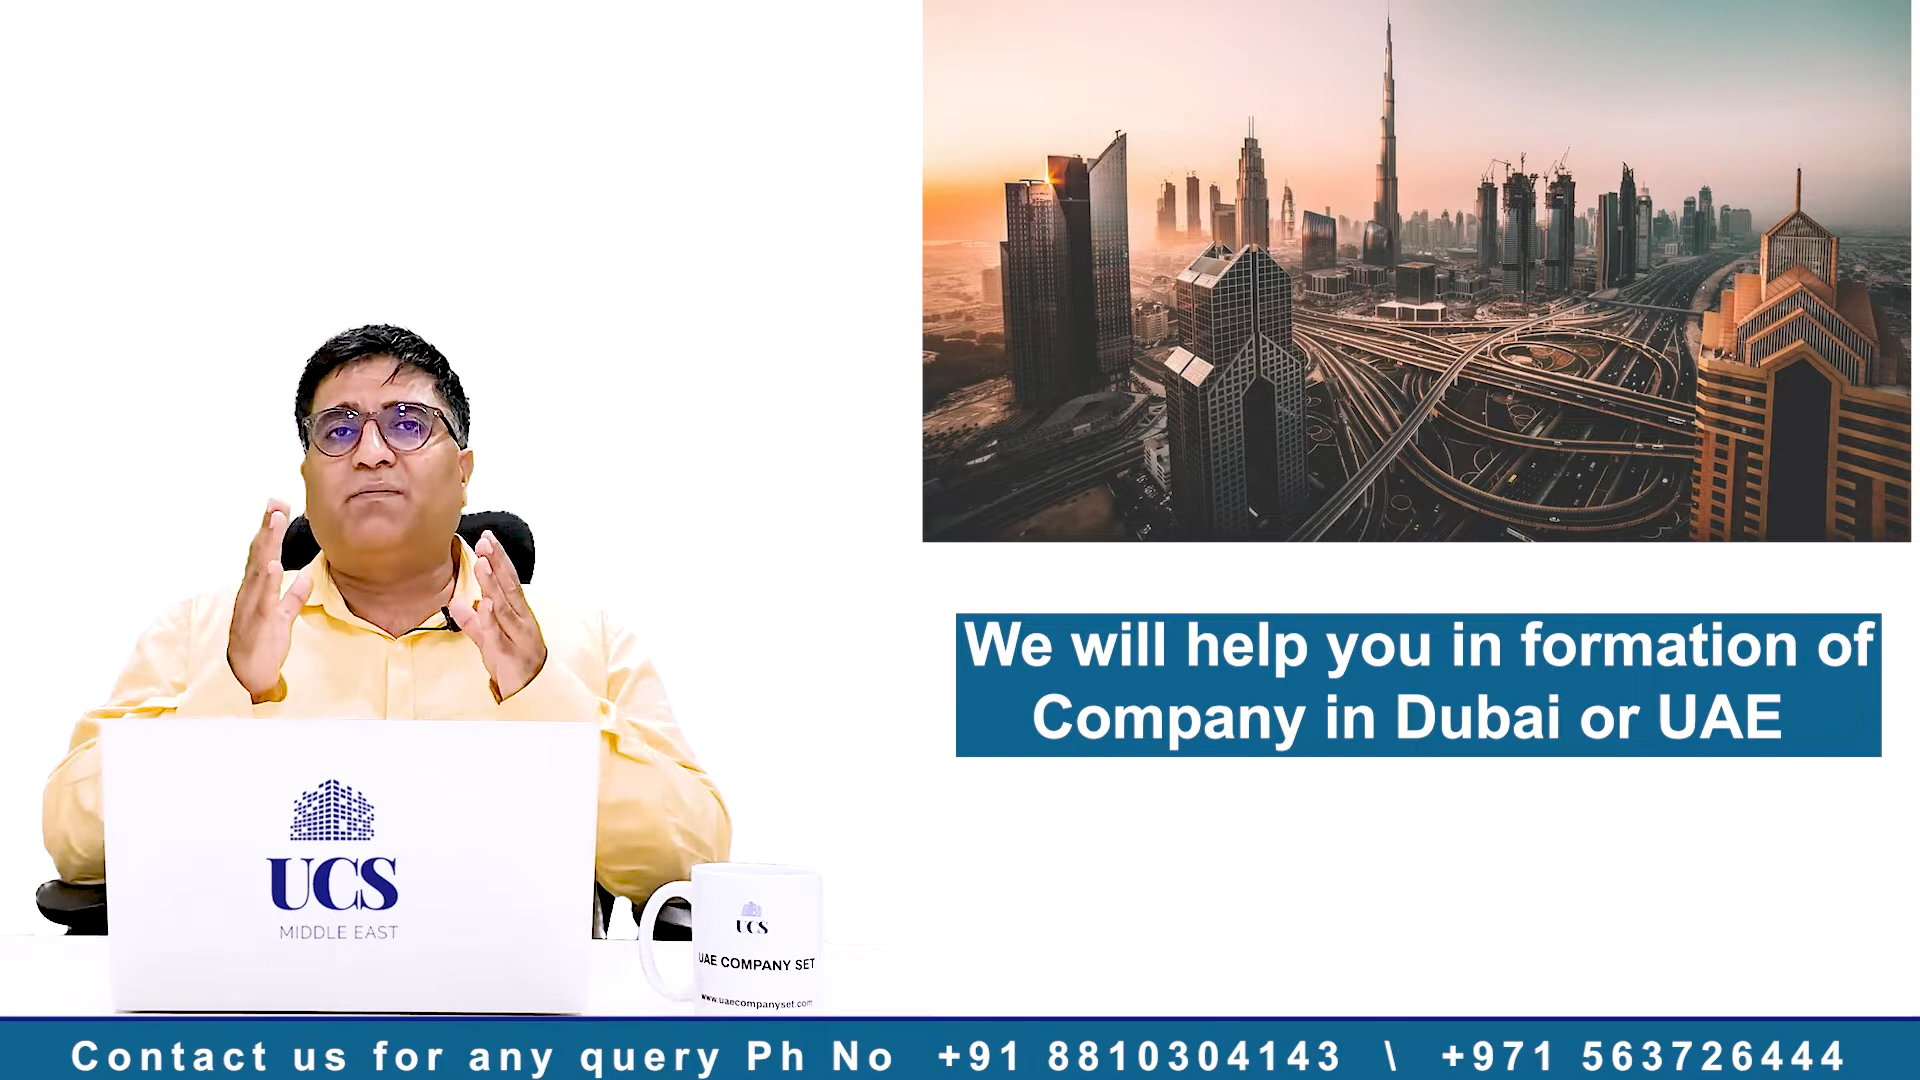 We will help you in formation of
Company in Dubai or UAE
UCS
MIDDLE EAST
UCS
UAE COMPANY SET
www.uaecompanyset.com
Contact us for any query Ph No +91 8810304143 \ +971 563726444